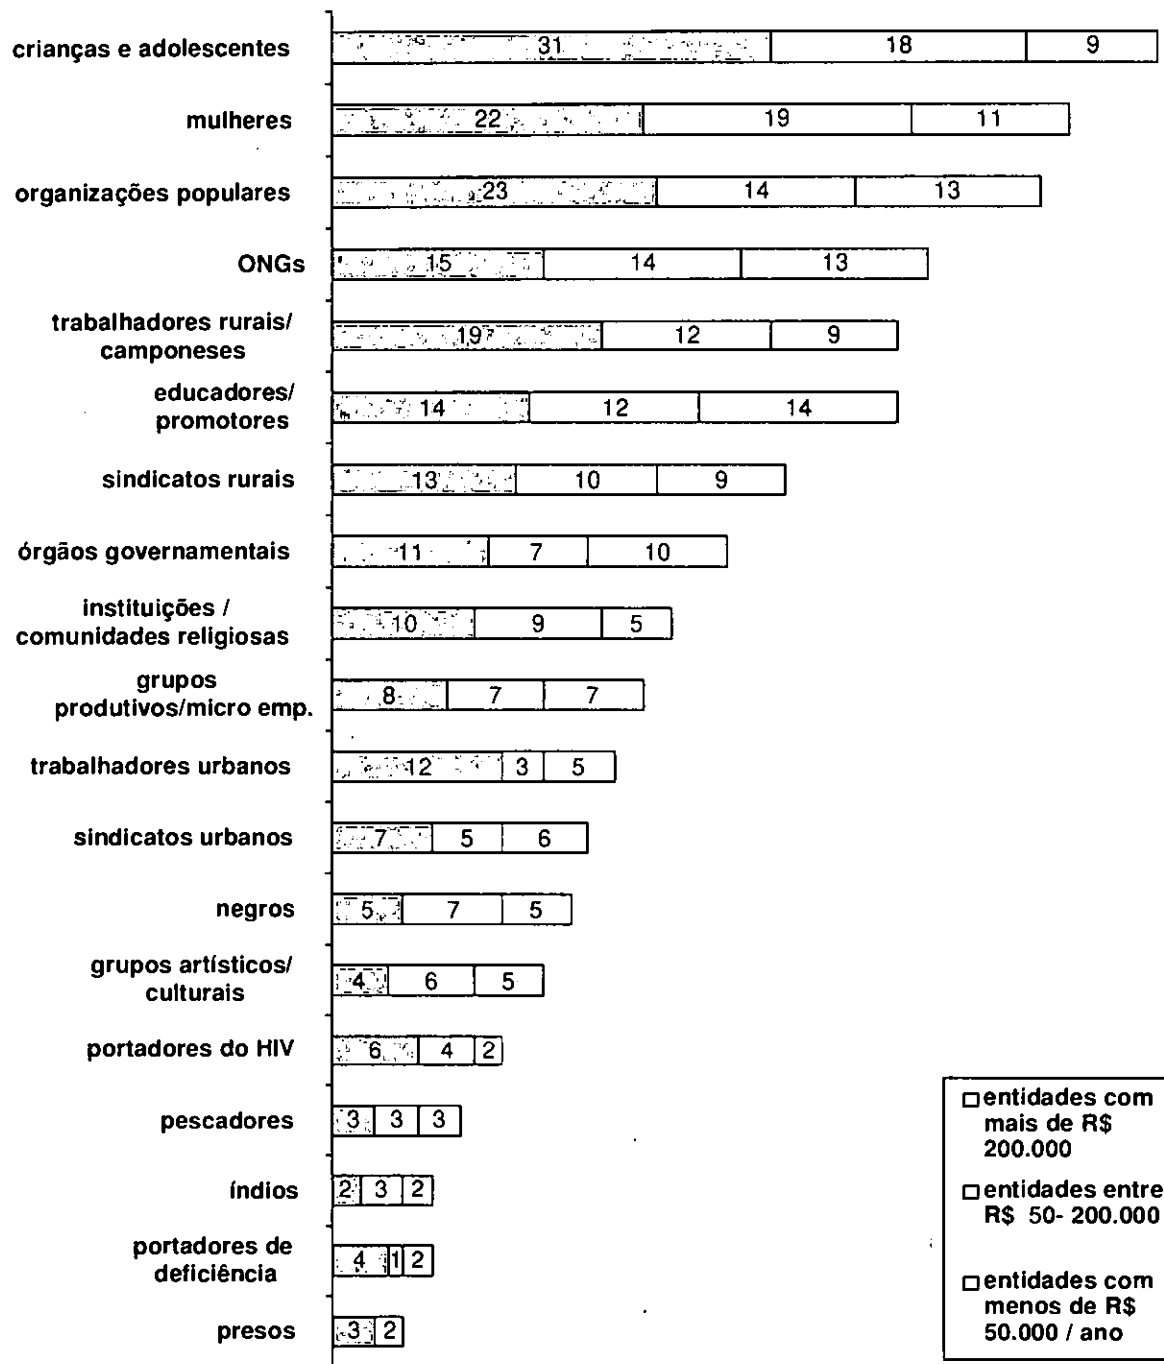 crianças e adolescentes 31 18 9
mulheres 22 19 11
organizações populares 23 14 13
ONGs 15 14 13
trabalhadores rurais/
camponeses 19 12 9
educadores/
promotores 14 12 14
sindicatos rurais 13 10 9
órgãos governamentais 11 7 10
instituições /
comunidades religiosas 10 9 5
grupos
produtivos/micro emp. 8 7 7
trabalhadores urbanos 12 3 5
sindicatos urbanos 7 5 6
negros 5 7 5
grupos artísticos/
culturais 4 6 5
portadores do HIV 6 4 2
pescadores 3 3 3
índios 2 3 2
portadores de
deficiência 4 1 2
presos 3 2
entidades com
mais de R$
200.000
entidades entre
R$ 50- 200.000
entidades com
menos de R$
50.000 / ano